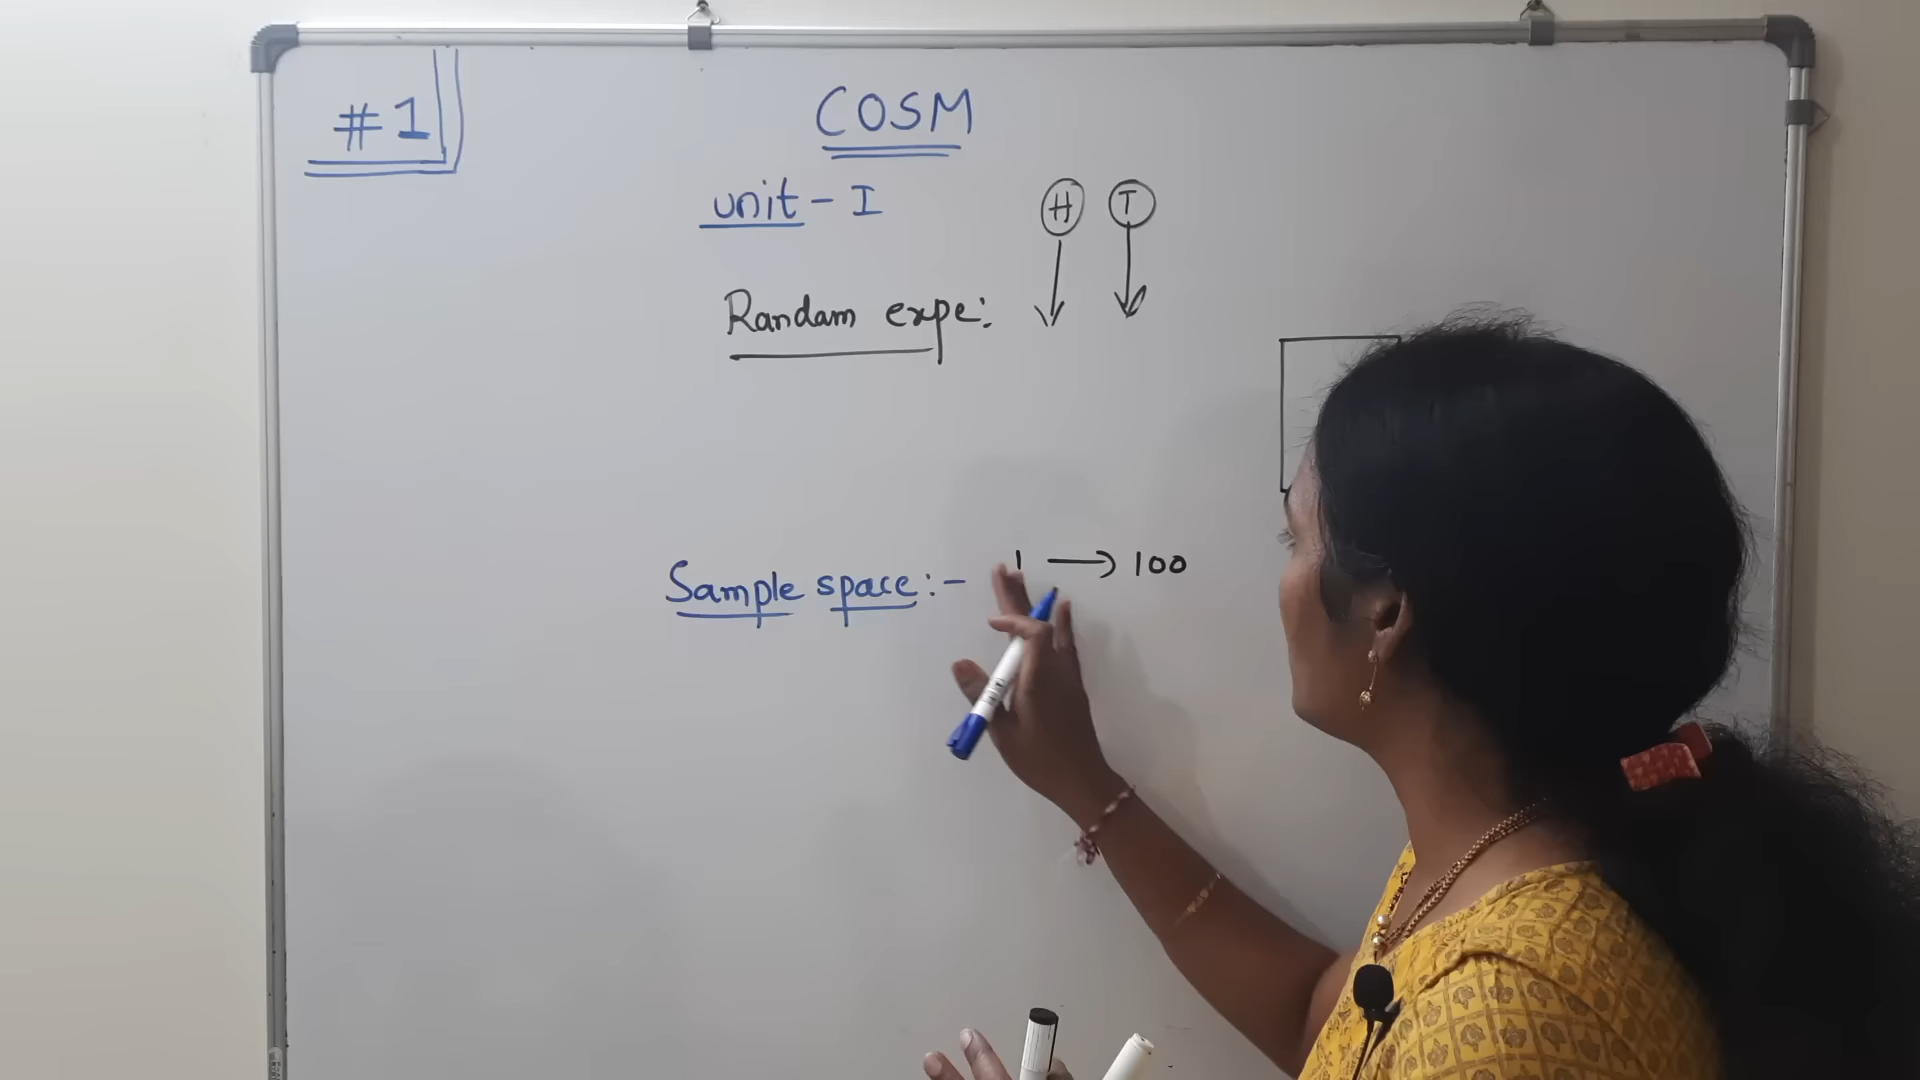 #1
COSM
unit - I
H T
Randam expe:
1 → 100
Sample space :-